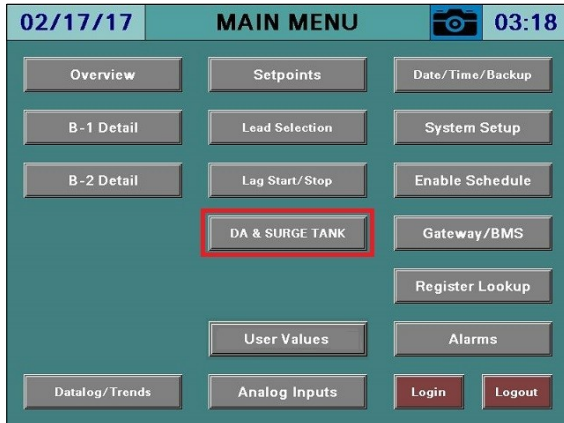 02/17/17 MAIN MENU 03:18
Overview Setpoints Date/Time/Backup
B-1 Detail Lead Selection System Setup
B-2 Detail Lag Start/Stop Enable Schedule
DA & SURGE TANK Gateway/BMS
Register Lookup
User Values Alarms
Datalog/Trends Analog Inputs Login Logout